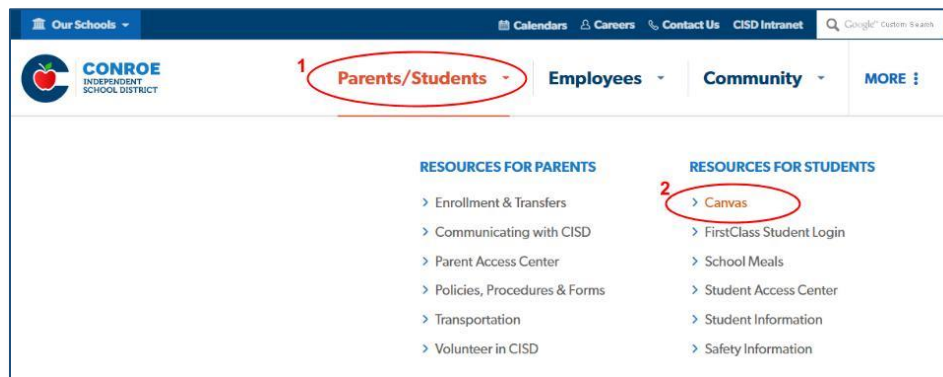 Our Schools
Calendars Careers Contact Us CISD Intranet Google™ Custom Search
CONROE
INDEPENDENT
SCHOOL DISTRICT
1
Parents/Students Employees Community MORE
RESOURCES FOR PARENTS
Enrollment & Transfers
Communicating with CISD
Parent Access Center
Policies, Procedures & Forms
Transportation
Volunteer in CISD
RESOURCES FOR STUDENTS
2
Canvas
FirstClass Student Login
School Meals
Student Access Center
Student Information
Safety Information